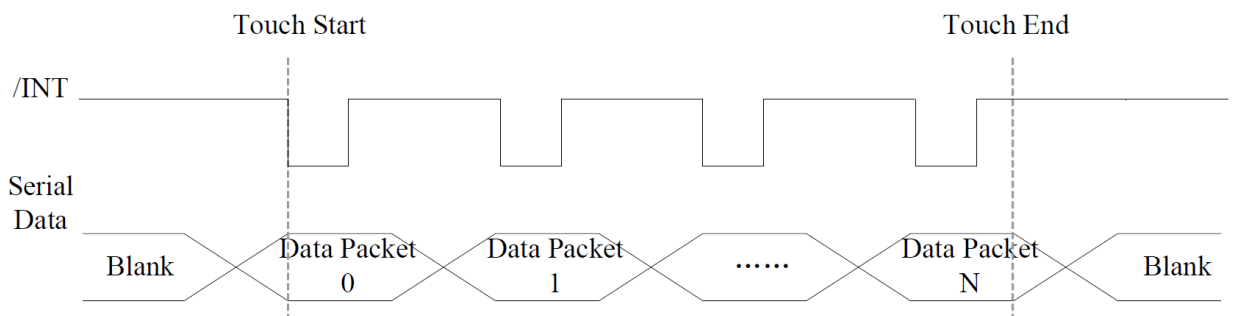 Touch Start
Touch End
/INT
Serial
Data
Blank
Data Packet
0
Data Packet
1
......
Data Packet
N
Blank